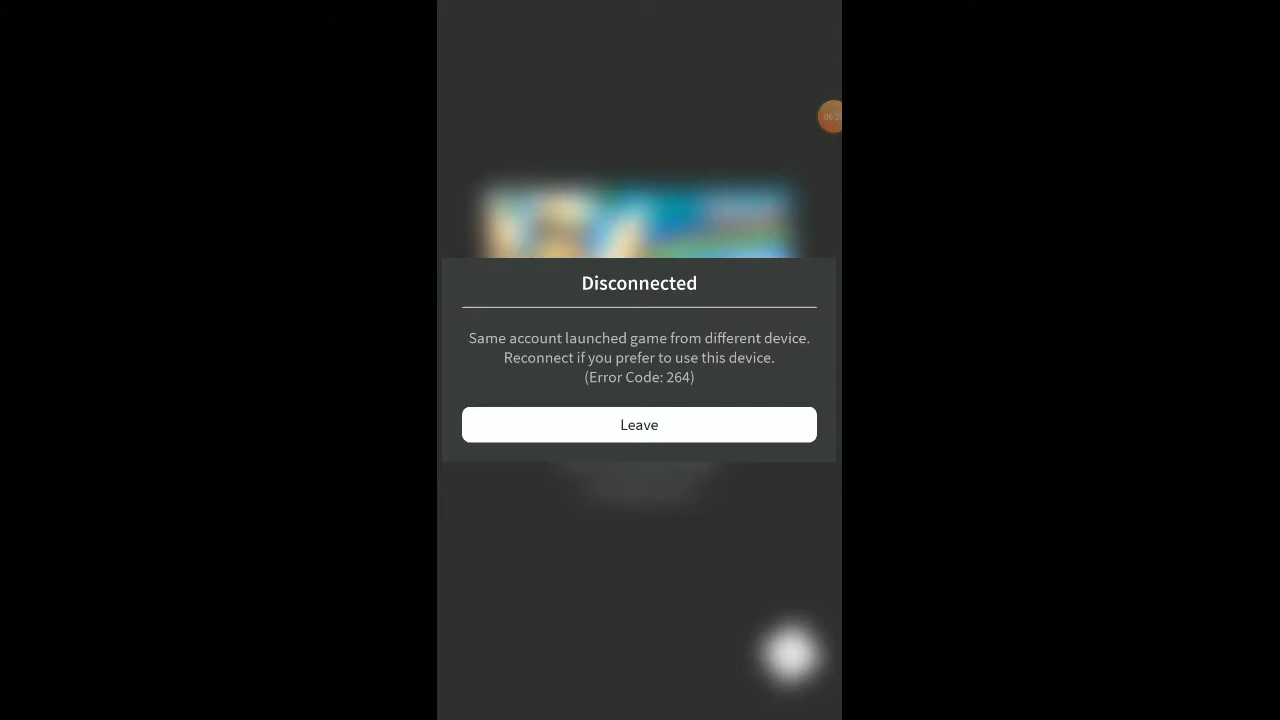 Disconnected
Same account launched game from different device.
Reconnect if you prefer to use this device.
(Error Code: 264)
Leave